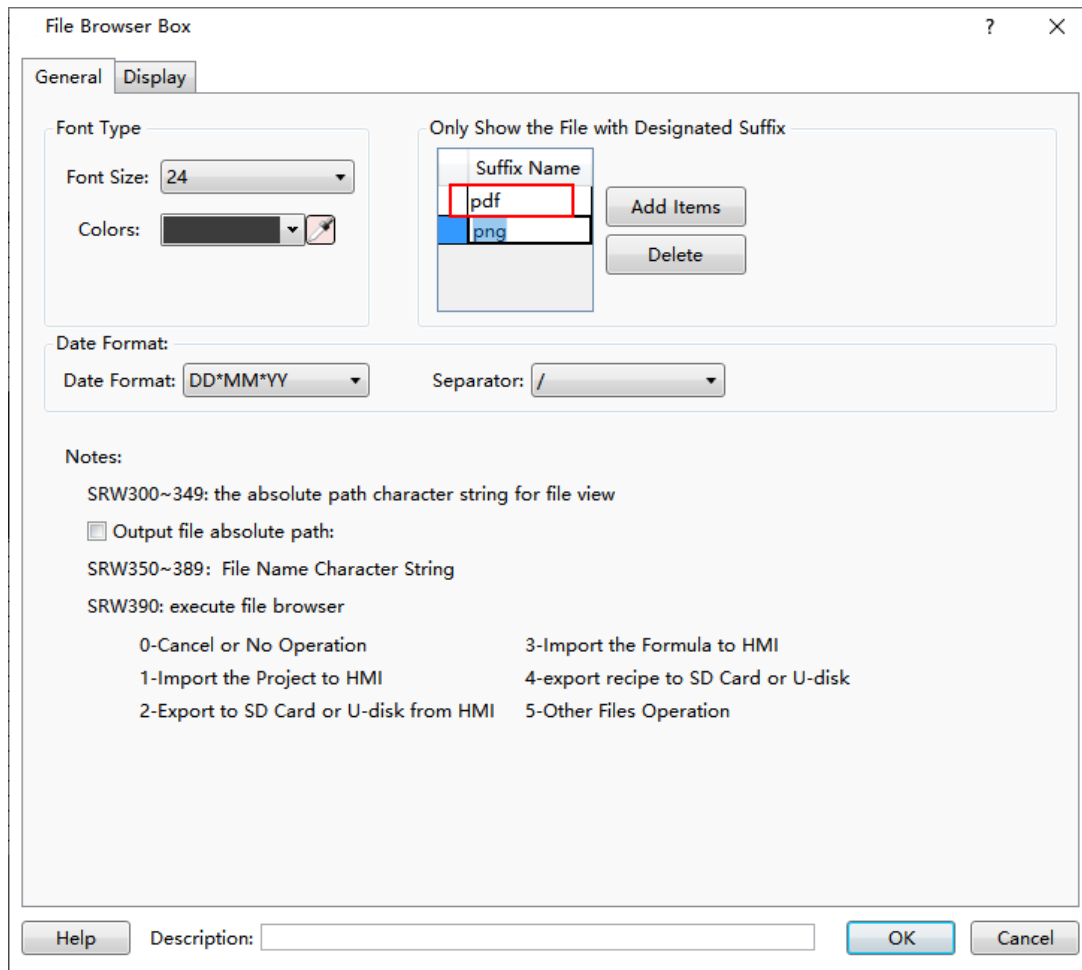 File Browser Box
General Display
Font Type
Font Size: 24
Colors:
Only Show the File with Designated Suffix
Suffix Name
pdf
png
Add Items
Delete
Date Format:
Date Format: DD*MM*YY Separator: /
Notes:
SRW300~349: the absolute path character string for file view
Output file absolute path:
SRW350~389: File Name Character String
SRW390: execute file browser
0-Cancel or No Operation 3-Import the Formula to HMI
1-Import the Project to HMI 4-export recipe to SD Card or U-disk
2-Export to SD Card or U-disk from HMI 5-Other Files Operation
Help Description: OK Cancel